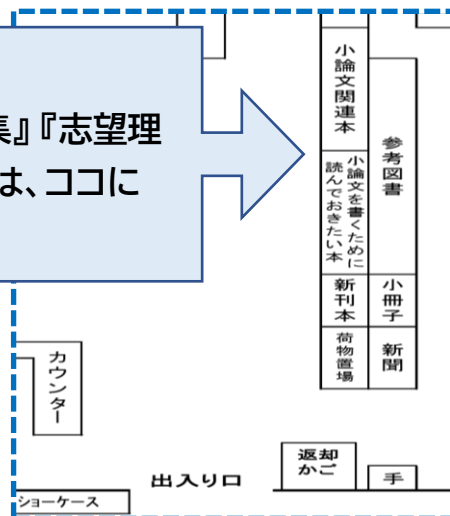 集』『志望理
は、ココに
小論文関連本
小論文を書くために
読んでおきたい本
新刊本
荷物置場
参考図書
小冊子
新聞
カウンター
返却
かご
手
出入り口
ショーケース